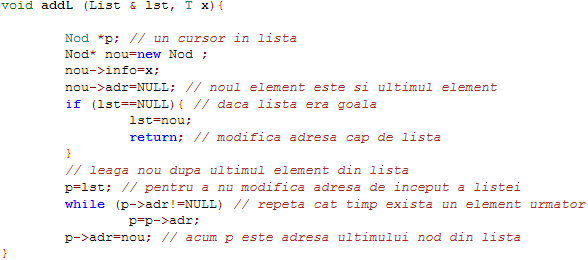 void addL (List & lst, T x){
Nod *p; // un cursor in lista
Nod* nou=new Nod ;
nou->info=x;
nou->adr=NULL; // noul element este si ultimul element
if (lst==NULL){ // daca lista era goala
lst=nou;
return; // modifica adresa cap de lista
}
// leaga nou dupa ultimul element din lista
p=lst; // pentru a nu modifica adresa de inceput a listei
while (p->adr!=NULL) // repeta cat timp exista un element urmator
p=p->adr;
p->adr=nou; // acum p este adresa ultimului nod din lista
}